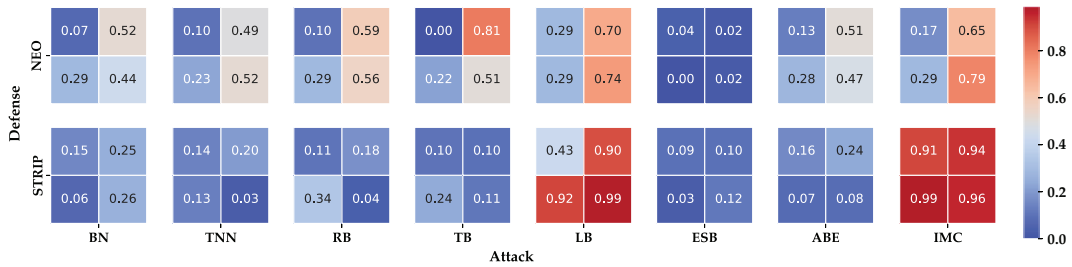 0.07 0.52 0.10 0.49 0.10 0.59 0.00 0.81 0.29 0.70 0.04 0.02 0.13 0.51 0.17 0.65
0.8
NEO
0.29 0.44 0.23 0.52 0.29 0.56 0.22 0.51 0.29 0.74 0.00 0.02 0.28 0.47 0.29 0.79
0.6
Defense
0.4
0.15 0.25 0.14 0.20 0.11 0.18 0.10 0.10 0.43 0.90 0.09 0.10 0.16 0.24 0.91 0.94
STRIP
0.2
0.06 0.26 0.13 0.03 0.34 0.04 0.24 0.11 0.92 0.99 0.03 0.12 0.07 0.08 0.99 0.96
0.0
BN TNN RB TB LB ESB ABE IMC
Attack